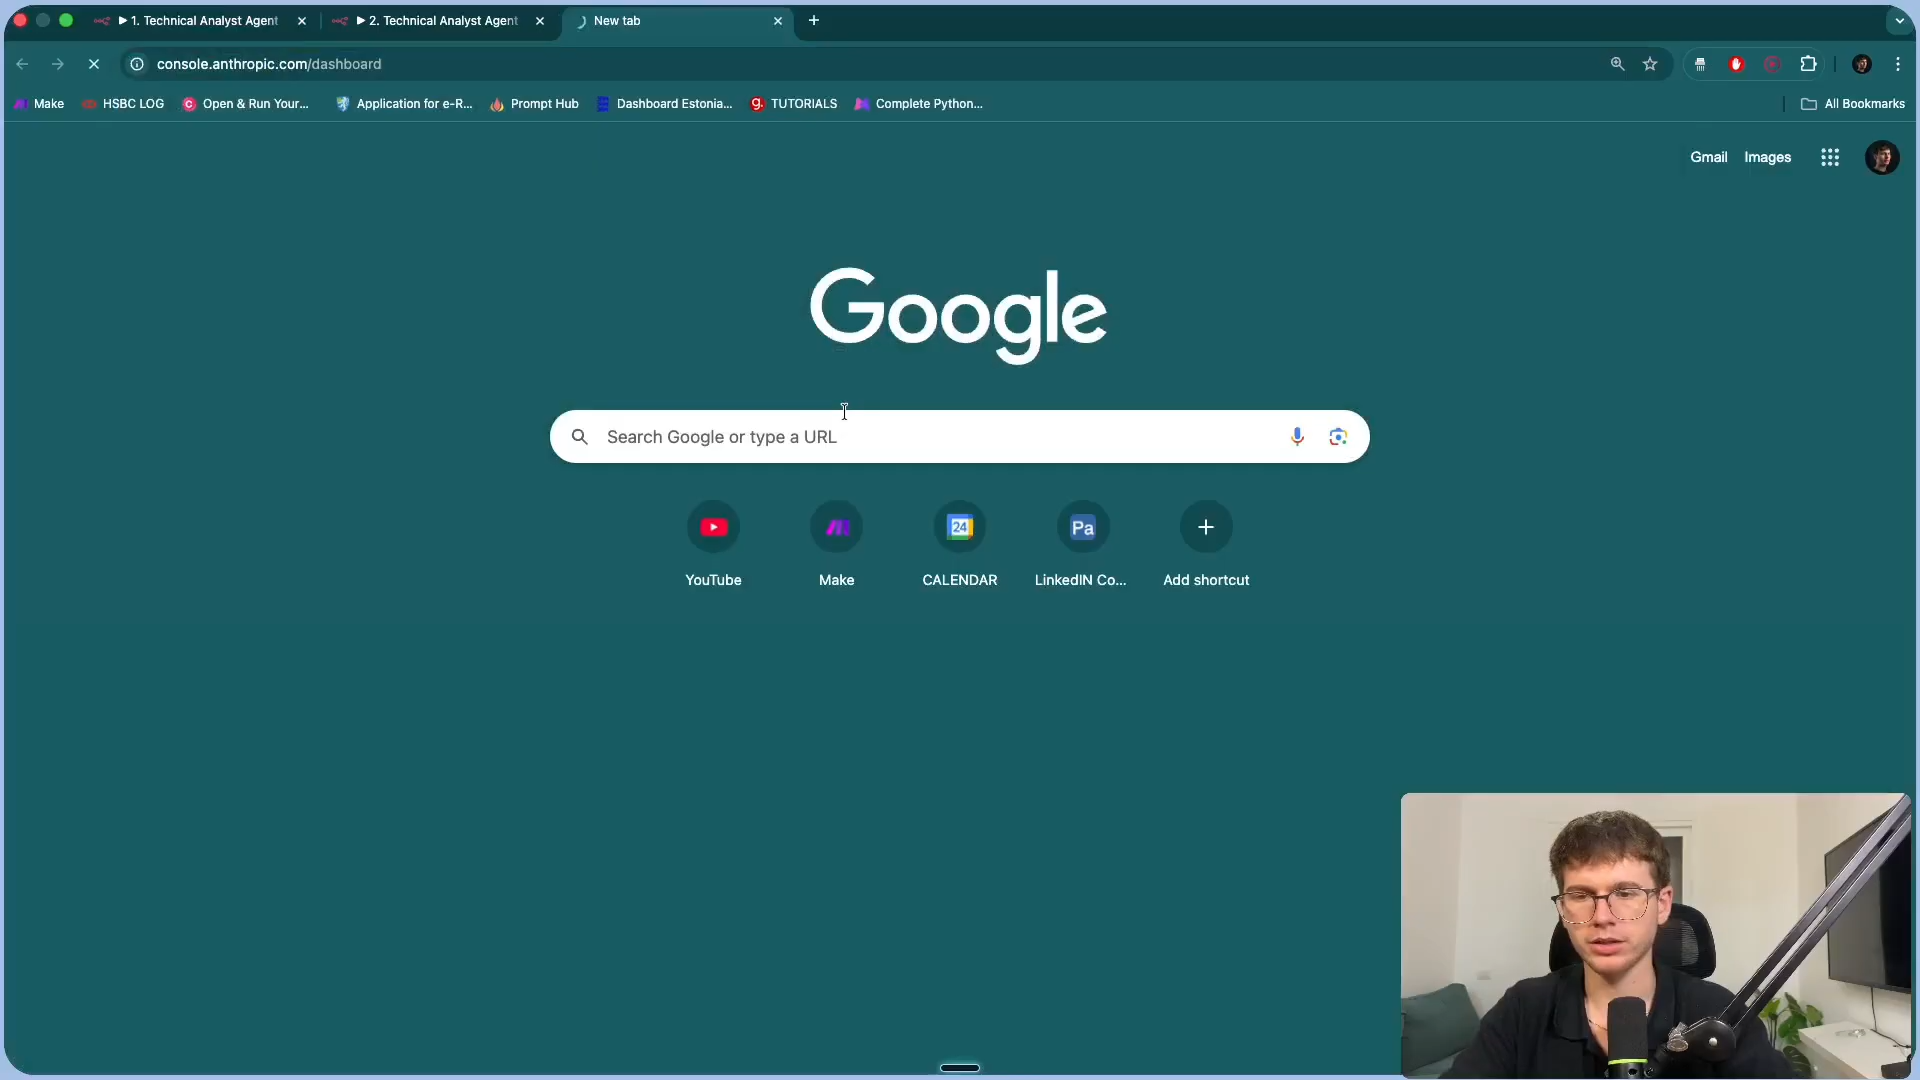 1. Technical Analyst Agent
2. Technical Analyst Agent
New tab
console.anthropic.com/dashboard
Make
HSBC LOG
Open & Run Your...
Application for e-R...
Prompt Hub
Dashboard Estonia...
TUTORIALS
Complete Python...
All Bookmarks
Gmail
Images
Google
Search Google or type a URL
24
Pa
YouTube
Make
CALENDAR
LinkedIN Co...
Add shortcut